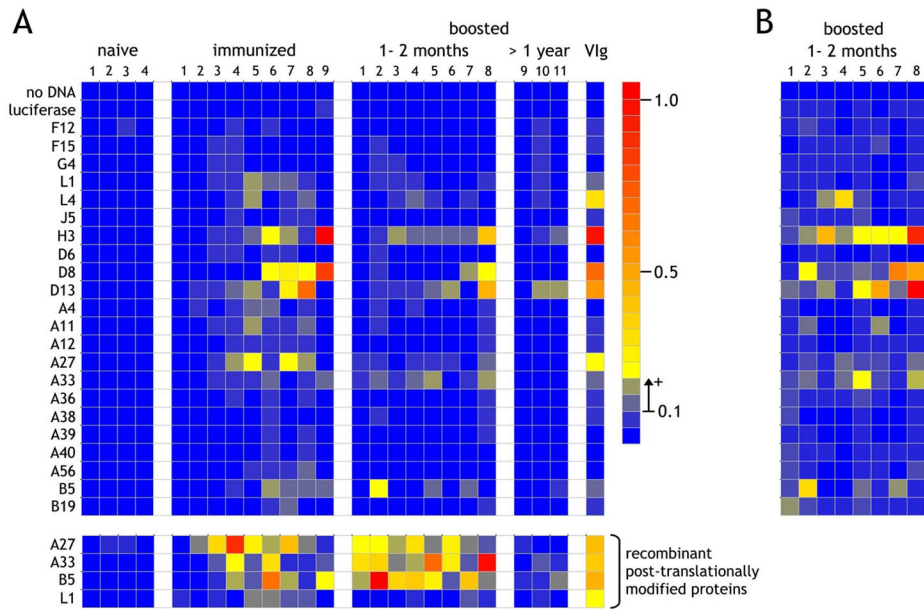 A
B
boosted
naive immunized 1- 2 months > 1 year VIg
1 2 3 4 1 2 3 4 5 6 7 8 9 1 2 3 4 5 6 7 8 9 10 11
boosted
1- 2 months
1 2 3 4 5 6 7 8
no DNA
luciferase
F12
F15
G4
L1
L4
J5
H3
D6
D8
D13
A4
A11
A12
A27
A33
A36
A38
A39
A40
A56
B5
B19
1.0
0.5
+
0.1
A27
A33
B5
L1
recombinant
post-translationally
modified proteins